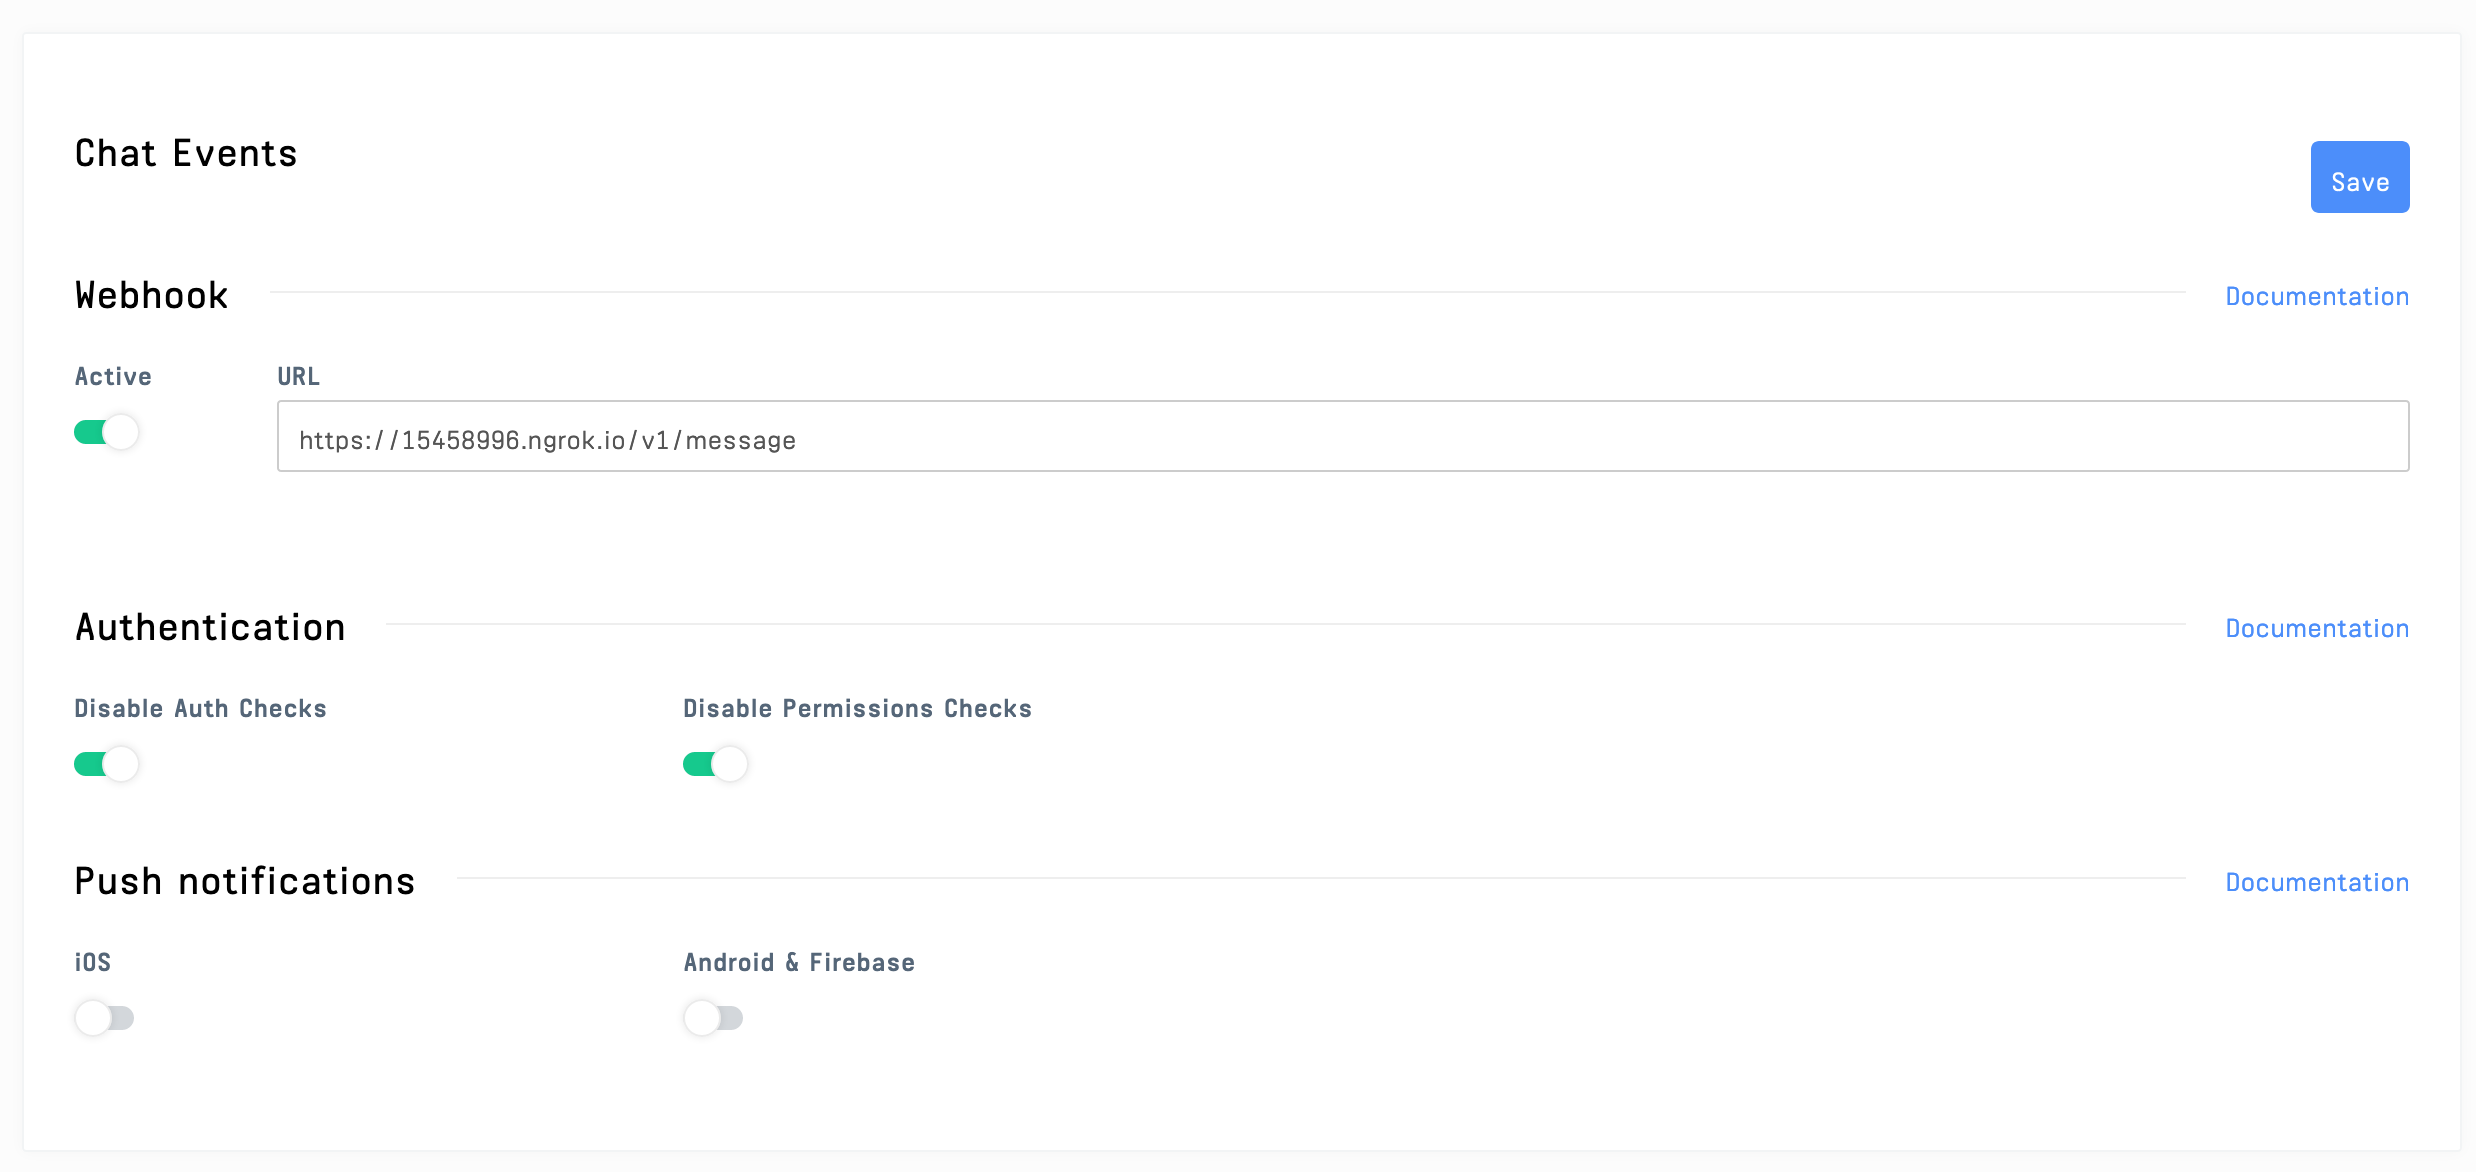 Chat Events
Save
Webhook
Documentation
Active
URL
https://15458996.ngrok.io/v1/message
Authentication
Documentation
Disable Auth Checks
Disable Permissions Checks
Push notifications
Documentation
iOS
Android & Firebase